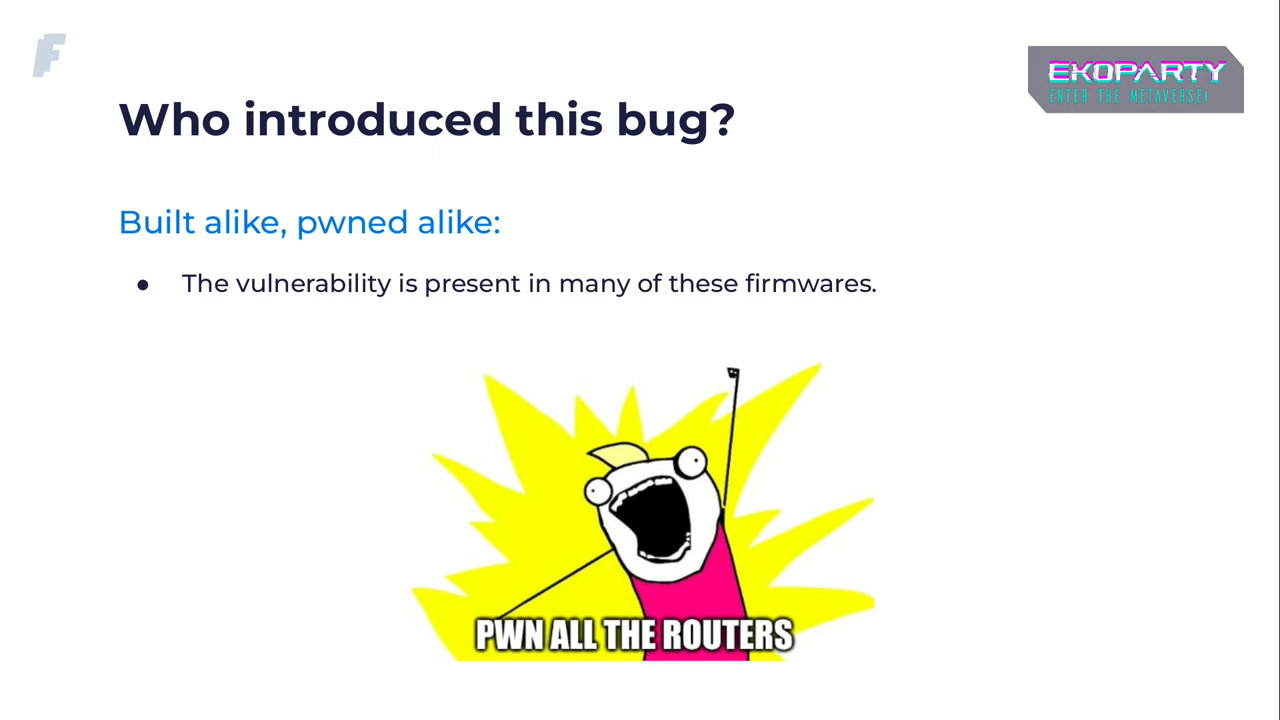 F
EKOPARTY
ENTER THE METAVERSE!
Who introduced this bug?
Built alike, pwned alike:
● The vulnerability is present in many of these firmwares.
PWN ALL THE ROUTERS